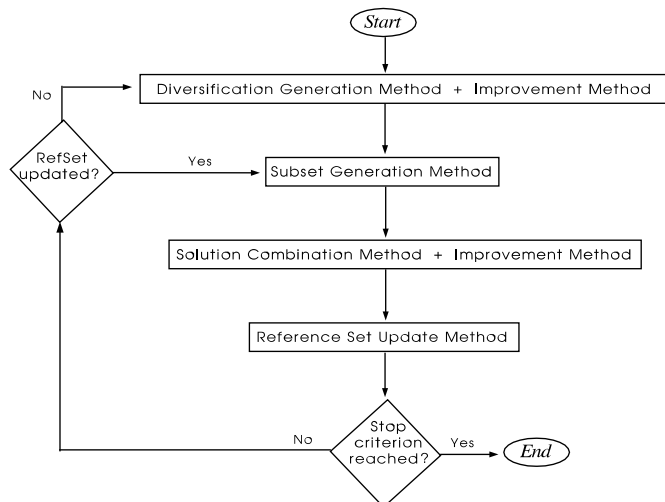 Start
Diversification Generation Method + Improvement Method
No
RefSet
updated?
Yes
Subset Generation Method
Solution Combination Method + Improvement Method
Reference Set Update Method
Stop
criterion
reached?
No
Yes
End